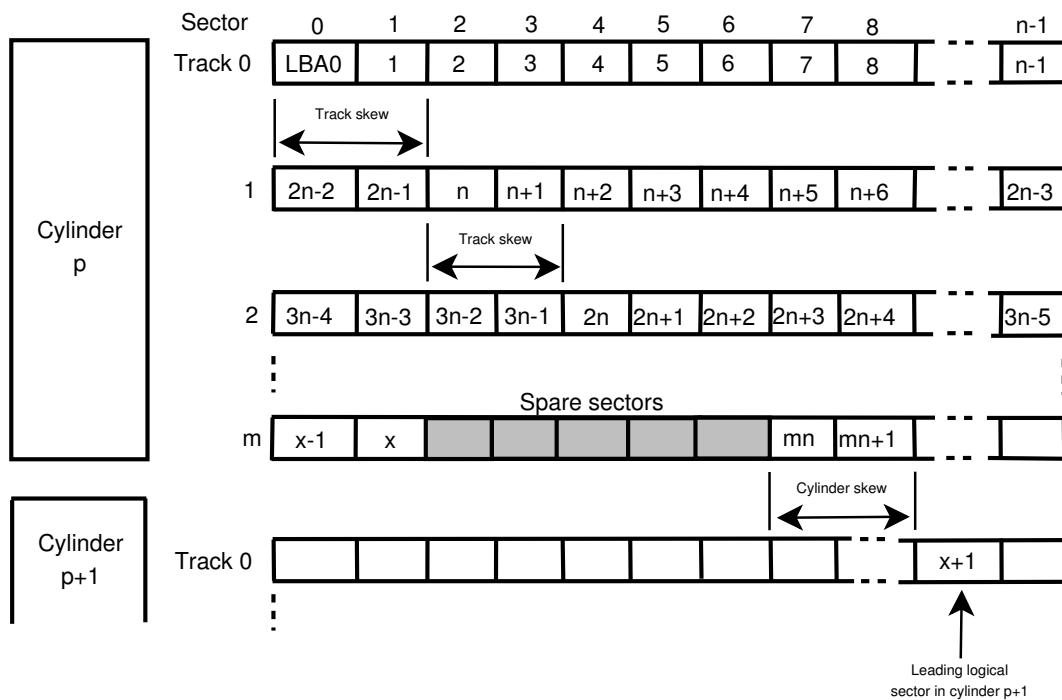 Sector 0 1 2 3 4 5 6 7 8 n-1
Track 0 LBA0 1 2 3 4 5 6 7 8 n-1
Track skew
1 2n-2 2n-1 n n+1 n+2 n+3 n+4 n+5 n+6 2n-3
Cylinder
p
Track skew
2 3n-4 3n-3 3n-2 3n-1 2n 2n+1 2n+2 2n+3 2n+4 3n-5
Spare sectors
m x-1 x mn mn+1
Cylinder skew
Cylinder
p+1
Track 0 x+1
Leading logical
sector in cylinder p+1